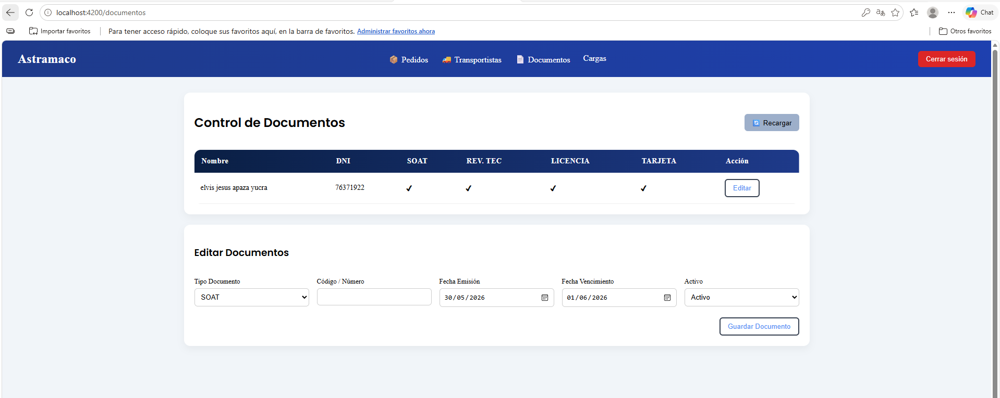 localhost:4200/documentos
Chat
Importar favoritos
Para tener acceso rápido, coloque sus favoritos aquí, en la barra de favoritos. Administrar favoritos ahora
Otros favoritos
Astramaco
Pedidos
Transportistas
Documentos
Cargas
Cerrar sesión
Control de Documentos
Recargar
Nombre DNI SOAT REV. TEC LICENCIA TARJETA Acción
elvis jesus apaza yucra 76371922 ✔ ✔ ✔ ✔ Editar
Editar Documentos
Tipo Documento Código / Número Fecha Emisión Fecha Vencimiento Activo
SOAT 30/05/2026 01/06/2026 Activo
Guardar Documento